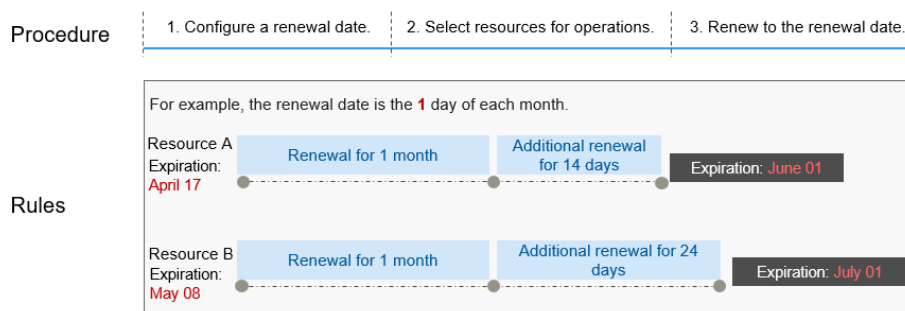 Procedure
1. Configure a renewal date.
2. Select resources for operations.
3. Renew to the renewal date.
Rules
For example, the renewal date is the 1 day of each month.
Resource A
Expiration:
April 17
Renewal for 1 month
Additional renewal
for 14 days
Expiration: June 01
Resource B
Expiration:
May 08
Renewal for 1 month
Additional renewal for 24
days
Expiration: July 01